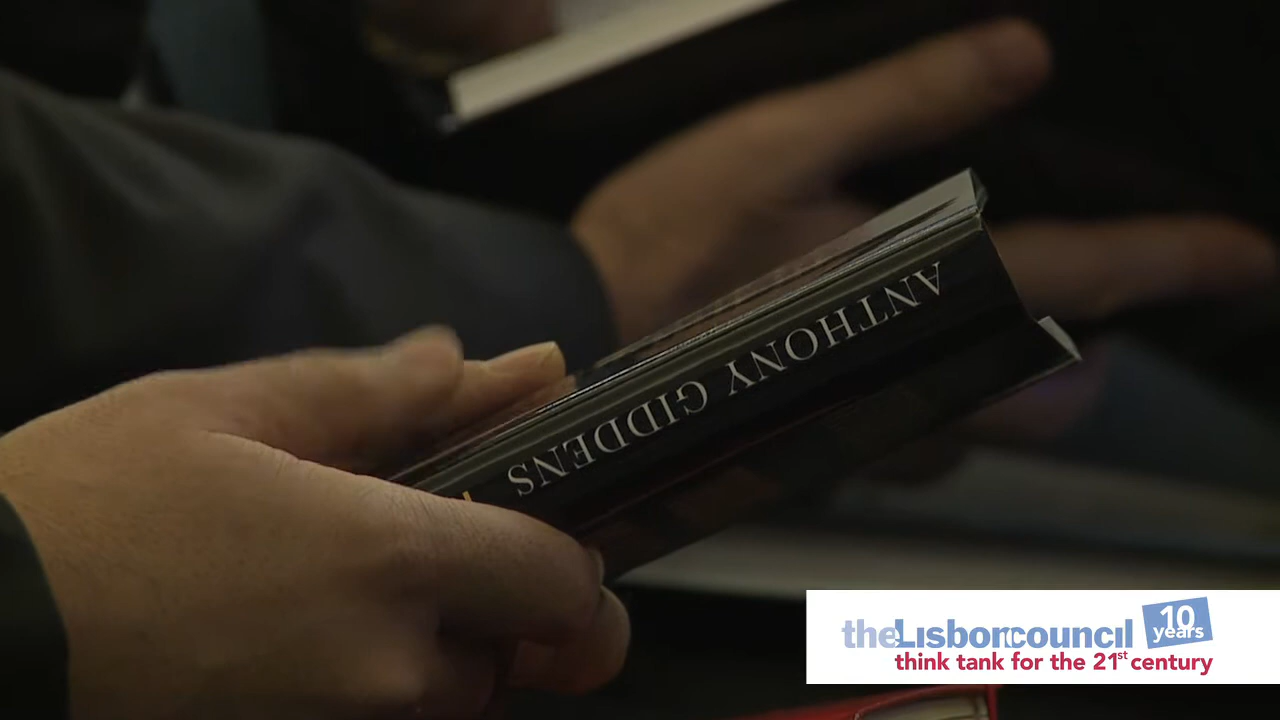 ANTHONY GIDDENS
theLisboncouncil
10
years
think tank for the 21st century